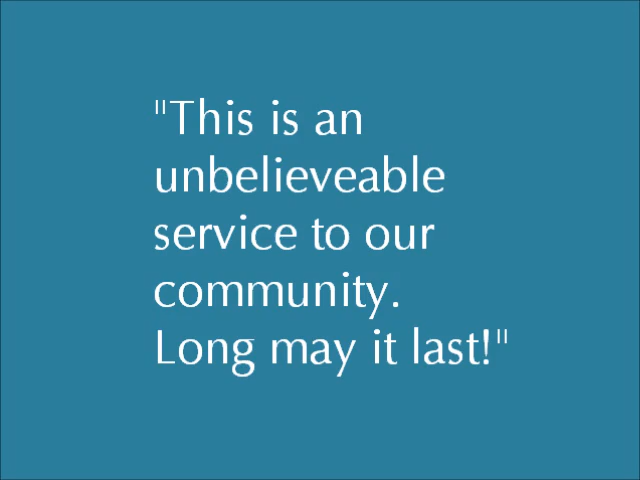 "This is an
unbelieveable
service to our
community.
Long may it last!"